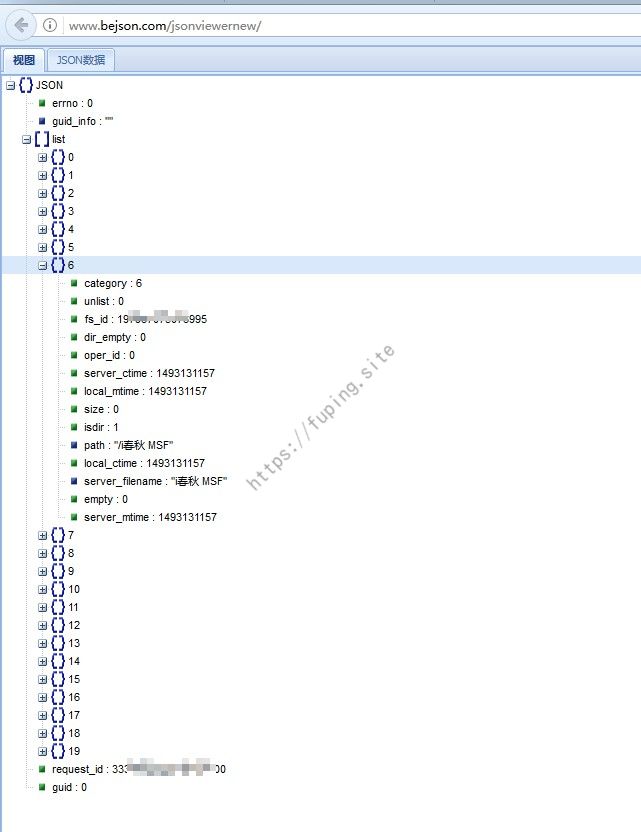 www.bejson.com/jsonviewernew/
视图 JSON数据
JSON
errno : 0
guid_info : ""
list
0
1
2
3
4
5
6
category : 6
unlist : 0
fs_id : 995
dir_empty : 0
oper_id : 0
server_ctime : 1493131157
local_mtime : 1493131157
size : 0
isdir : 1
path : "/i春秋 MSF"
local_ctime : 1493131157
server_filename : "i春秋 MSF"
empty : 0
server_mtime : 1493131157
7
8
9
10
11
12
13
14
15
16
17
18
19
request_id : 333 00
guid : 0
https://fuping.site